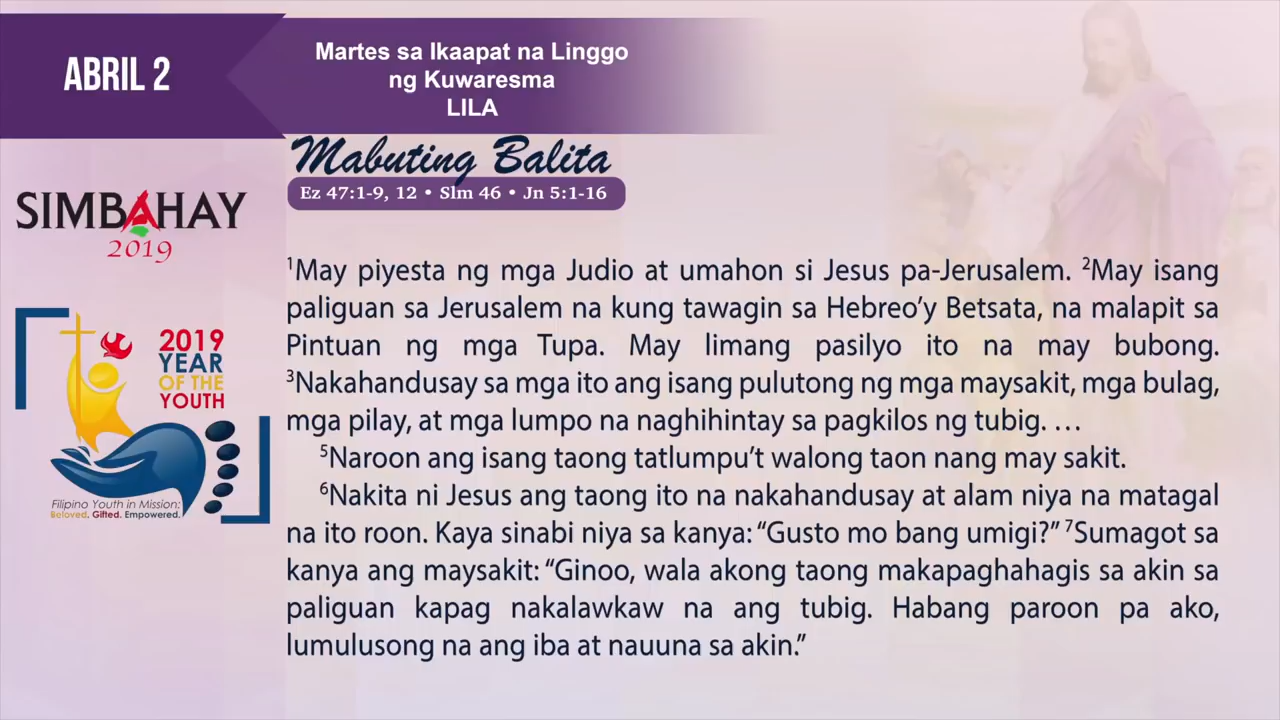 ABRIL 2
Martes sa Ikaapat na Linggo
ng Kuwaresma
LILA
Mabuting Balita
Ez 47:1-9, 12 • Slm 46 • Jn 5:1-16
SIMBAHAY
2019
2019
YEAR
OF THE
YOUTH
Filipino Youth in Mission:
Beloved. Gifted. Empowered.
¹May piyesta ng mga Judio at umahon si Jesus pa-Jerusalem. ²May isang
paliguan sa Jerusalem na kung tawagin sa Hebreo’y Betsata, na malapit sa
Pintuan ng mga Tupa. May limang pasilyo ito na may bubong.
³Nakahandusay sa mga ito ang isang pulutong ng mga maysakit, mga bulag,
mga pilay, at mga lumpo na naghihintay sa pagkilos ng tubig. …
⁵Naroon ang isang taong tatlumpu’t walong taon nang may sakit.
⁶Nakita ni Jesus ang taong ito na nakahandusay at alam niya na matagal
na ito roon. Kaya sinabi niya sa kanya: “Gusto mo bang umigi?” ⁷Sumagot sa
kanya ang maysakit: “Ginoo, wala akong taong makapaghahagis sa akin sa
paliguan kapag nakalawkaw na ang tubig. Habang paroon pa ako,
lumulusong na ang iba at nauuna sa akin.”